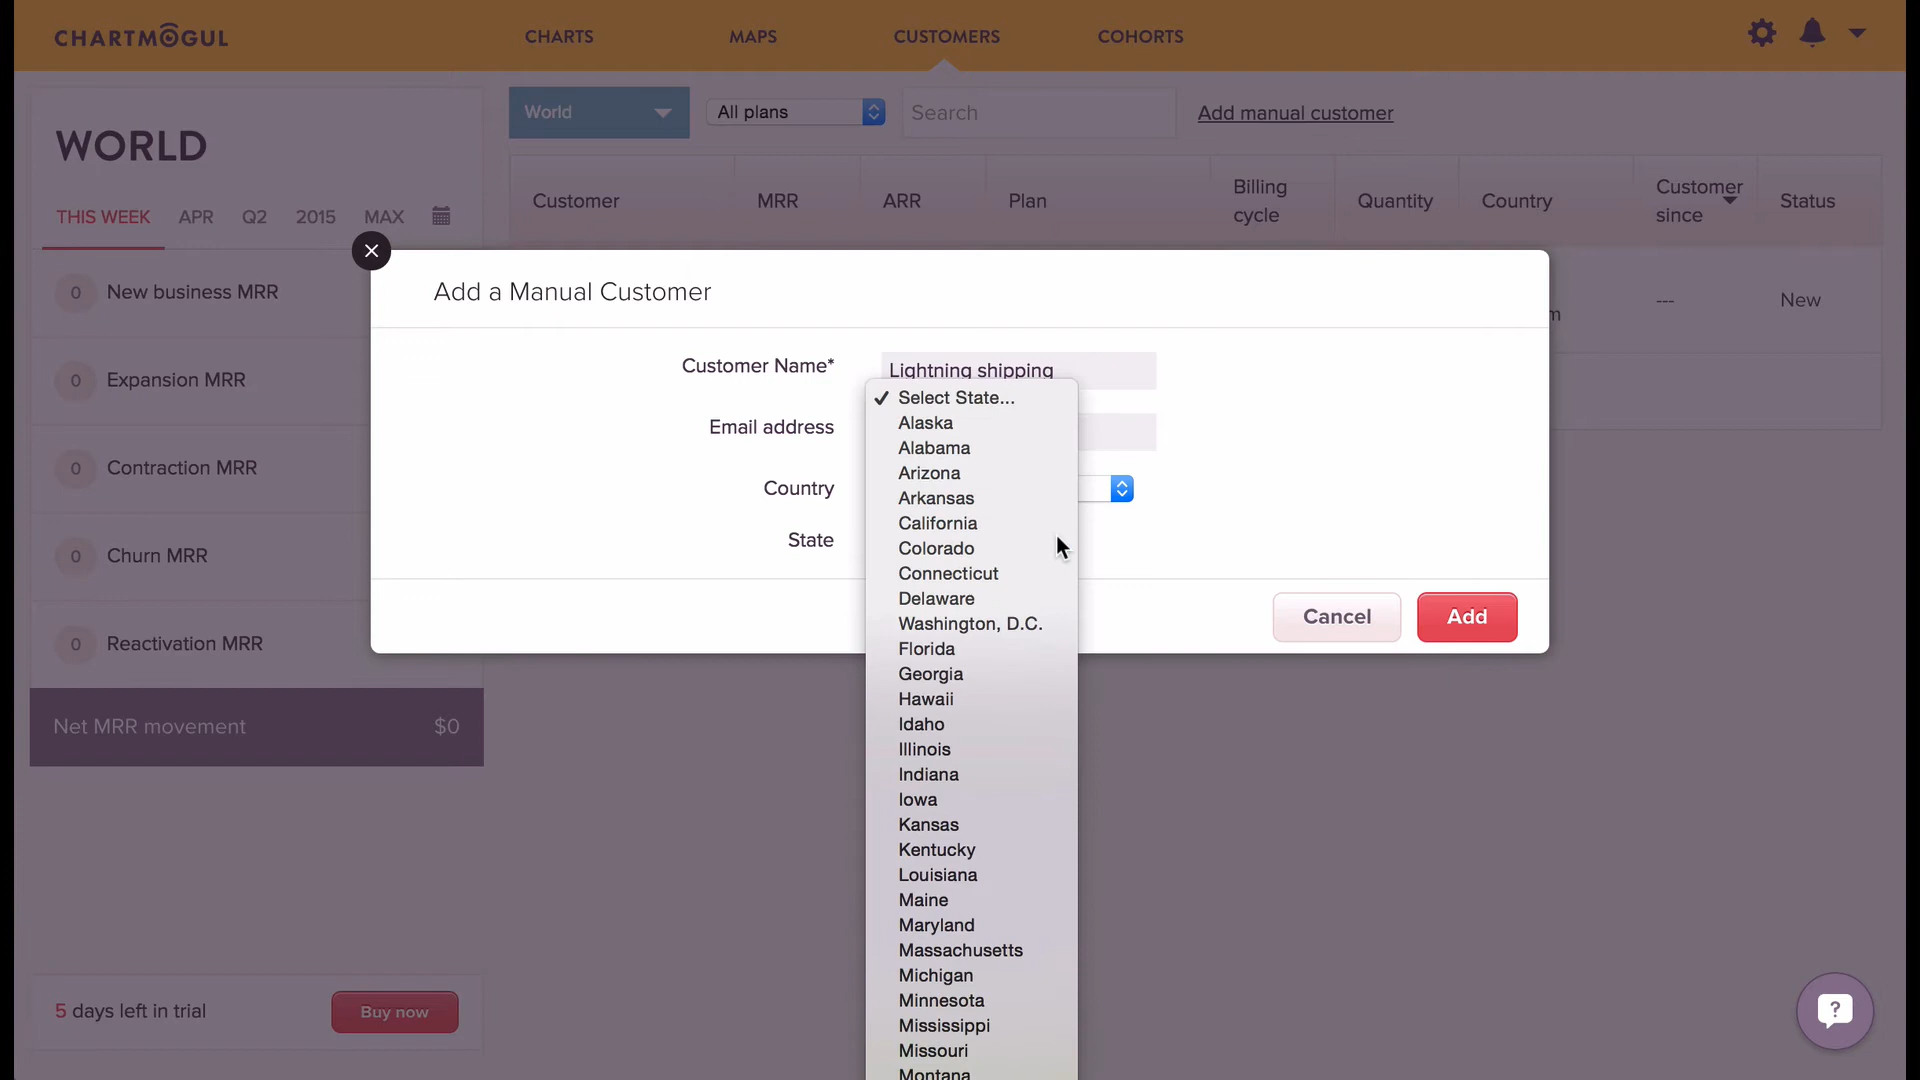 CHARTMOGUL
CHARTS
MAPS
CUSTOMERS
COHORTS
World
All plans
Search
Add manual customer
WORLD
THIS WEEK
APR
Q2
2015
MAX
Customer
MRR
ARR
Plan
Billing
cycle
Quantity
Country
Customer
since
Status
0 New business MRR
0 Expansion MRR
0 Contraction MRR
0 Churn MRR
0 Reactivation MRR
Net MRR movement $0
--- New
m
Add a Manual Customer
Customer Name*
Lightning shipping
Email address
Country
State
✓ Select State...
Alaska
Alabama
Arizona
Arkansas
California
Colorado
Connecticut
Delaware
Washington, D.C.
Florida
Georgia
Hawaii
Idaho
Illinois
Indiana
Iowa
Kansas
Kentucky
Louisiana
Maine
Maryland
Massachusetts
Michigan
Minnesota
Mississippi
Missouri
Montana
Cancel
Add
5 days left in trial
Buy now
?